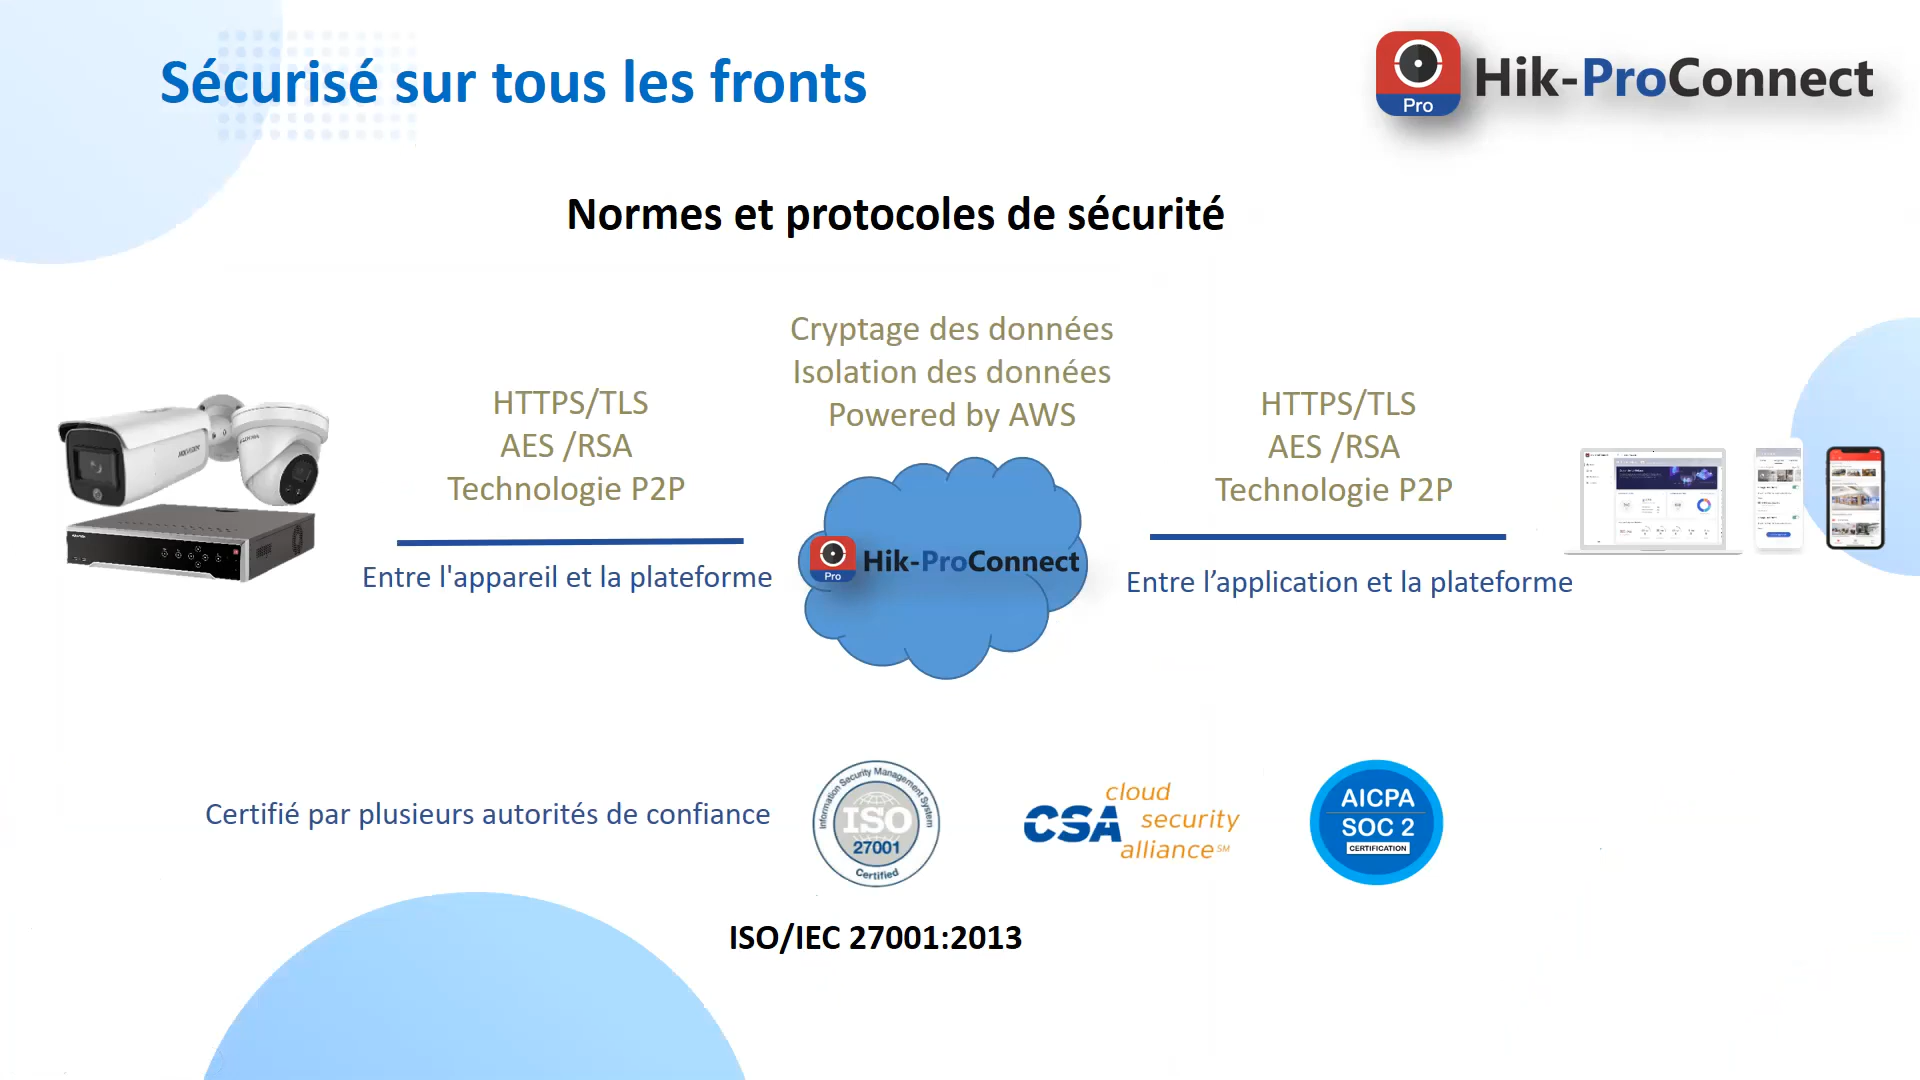 Sécurisé sur tous les fronts
Pro
Hik-ProConnect
Normes et protocoles de sécurité
Cryptage des données
Isolation des données
Powered by AWS
HTTPS/TLS
AES /RSA
Technologie P2P
Entre l'appareil et la plateforme
HIKVISION
Pro
Hik-ProConnect
HTTPS/TLS
AES /RSA
Technologie P2P
Entre l’application et la plateforme
Certifié par plusieurs autorités de confiance
Information Security Management System
ISO
27001
Certified
CSA cloud security alliance SM
AICPA
SOC 2
CERTIFICATION
ISO/IEC 27001:2013